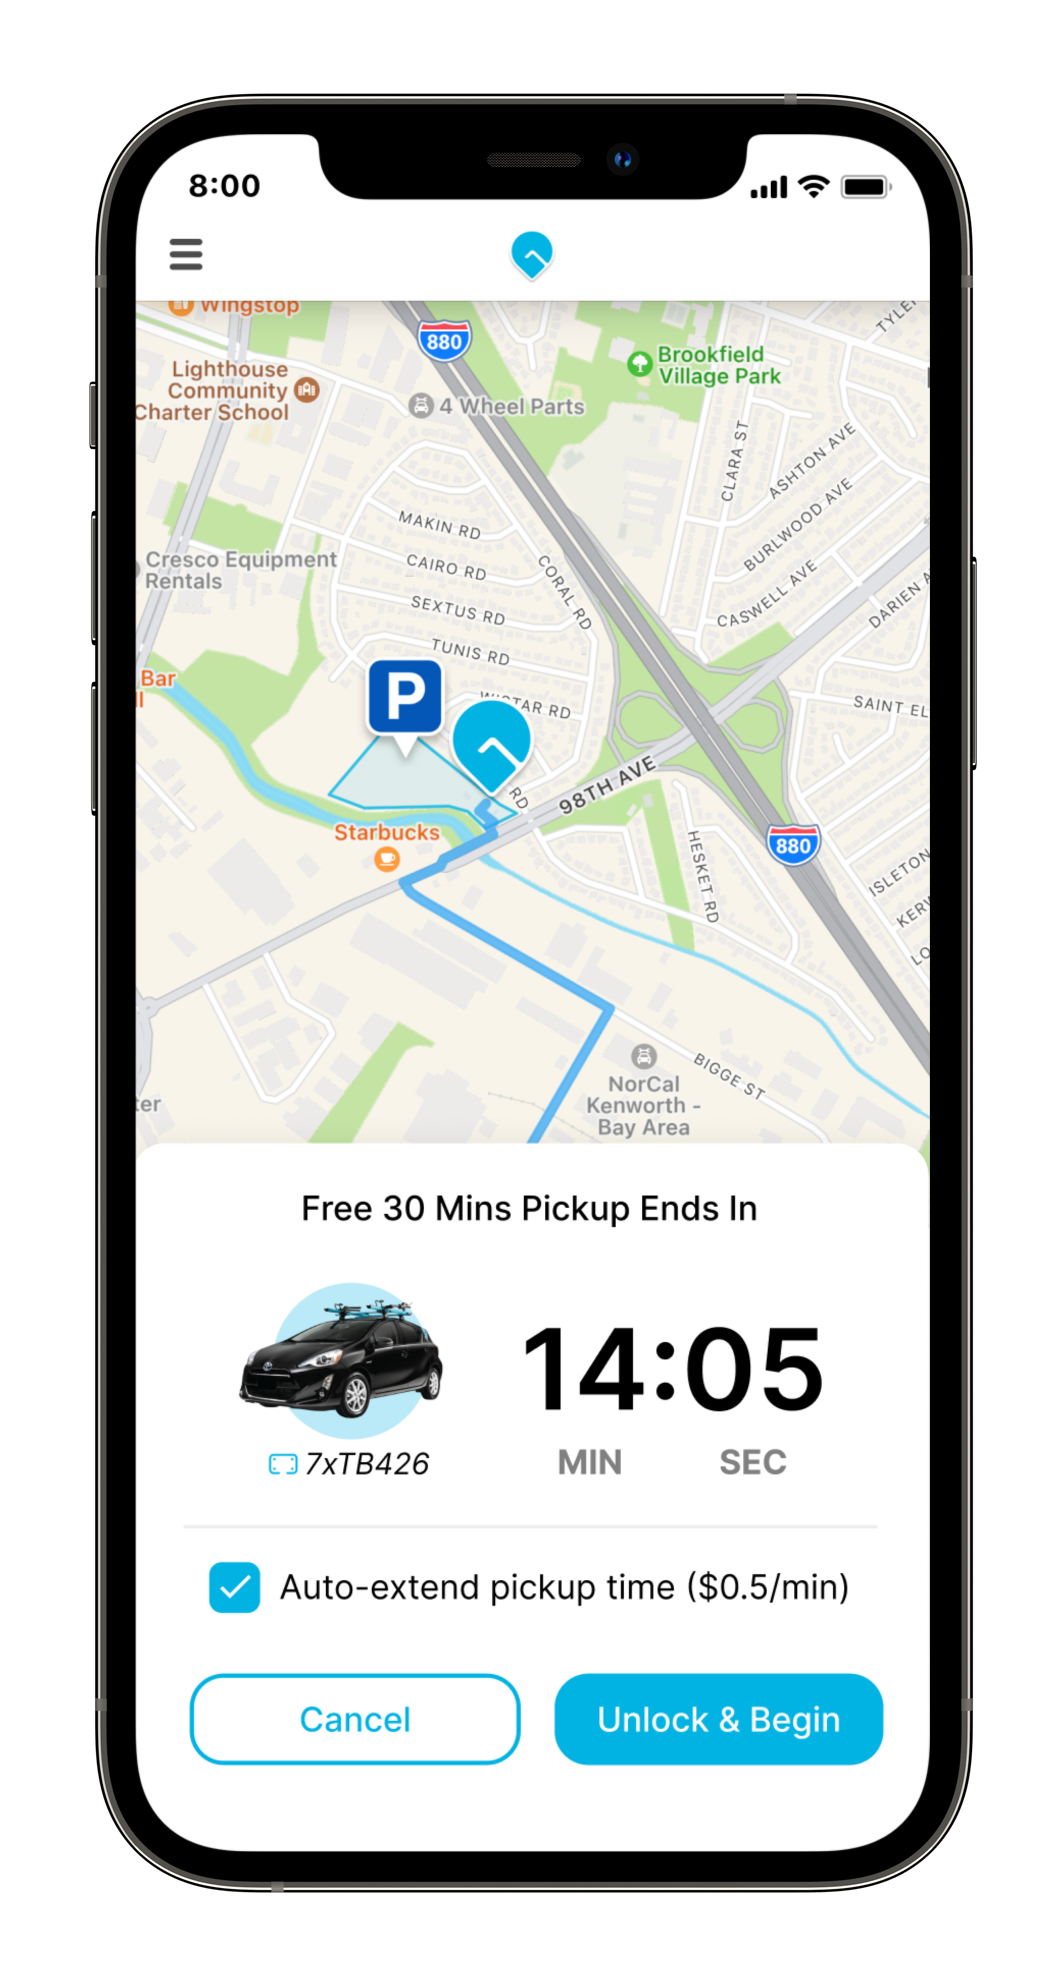 8:00
Wingstop
880
Brookfield
Village Park
TYLER
Lighthouse
Community
Charter School
4 Wheel Parts
CLARA ST
ASHTON AVE
BURLWOOD AVE
MAKIN RD
CAIRO RD
CORAL RD
Cresco Equipment
Rentals
CASWELL AVE
DARIEN A
SEXTUS RD
TUNIS RD
Bar
P
WISTAR RD
SAINT EL
RD
98TH AVE
Starbucks
880
HESKET RD
ISLETON
KERW
LO
BIGGE ST
NorCal
Kenworth -
Bay Area
ter
Free 30 Mins Pickup Ends In
14:05
MIN SEC
7xTB426
Auto-extend pickup time ($0.5/min)
Cancel
Unlock & Begin